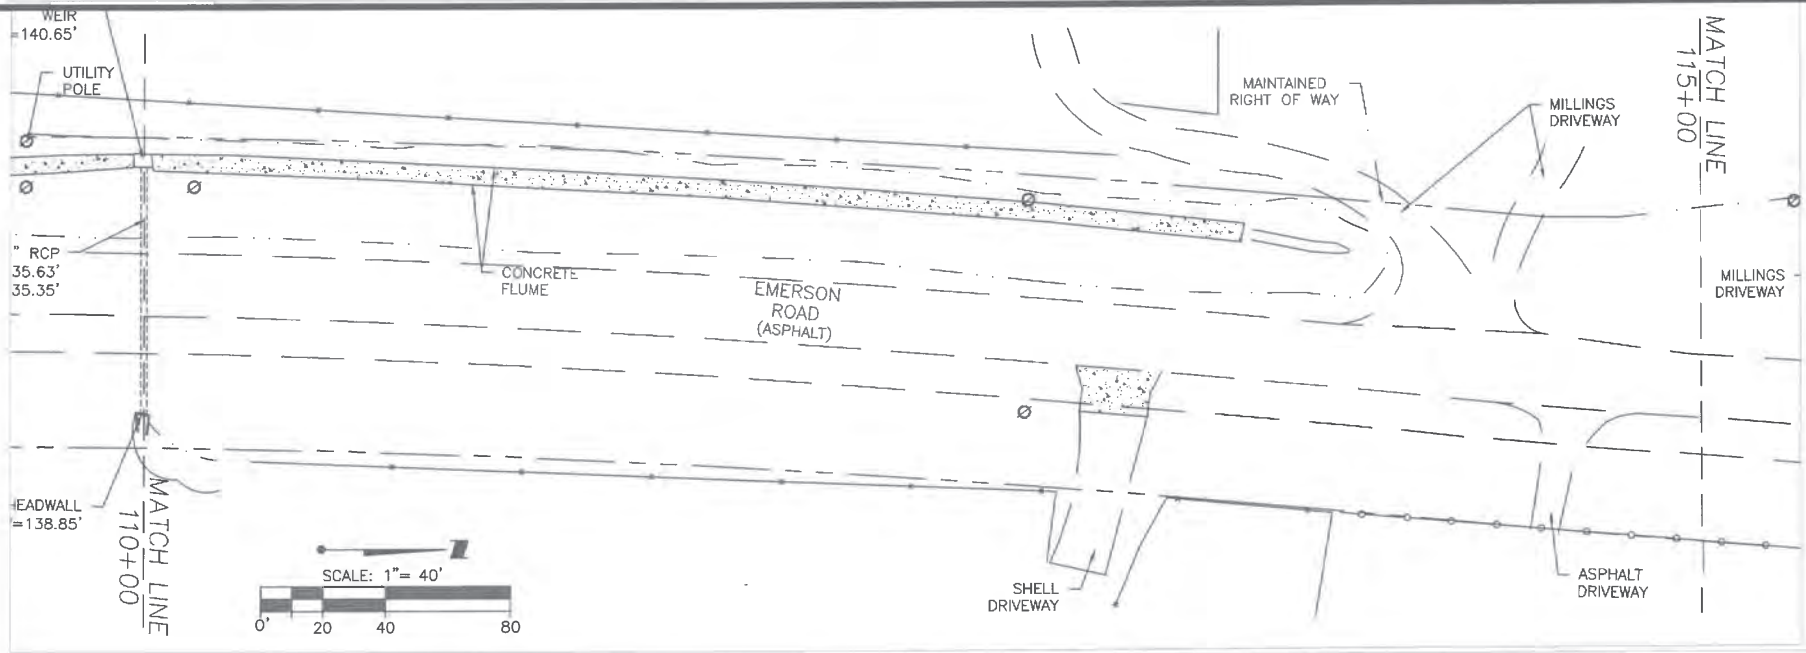 WEIR
=140.65'
UTILITY
POLE
" RCP
35.63'
35.35'
EADWALL
'=138.85'
MATCH LINE
110+00
CONCRETE
FLUME
EMERSON
ROAD
(ASPHALT)
SCALE: 1"= 40'
0' 20 40 80
MAINTAINED
RIGHT OF WAY
MILLINGS
DRIVEWAY
MATCH LINE
115+00
MILLINGS
DRIVEWAY
SHELL
DRIVEWAY
ASPHALT
DRIVEWAY